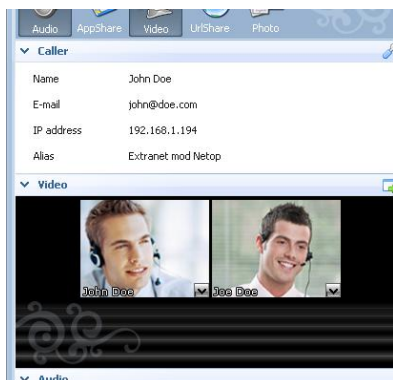 Audio AppShare Video UrlShare Photo
Caller
Name John Doe
E-mail john@doe.com
IP address 192.168.1.194
Alias Extranet mod Netop
Video
John Doe Joe Doe
Audio